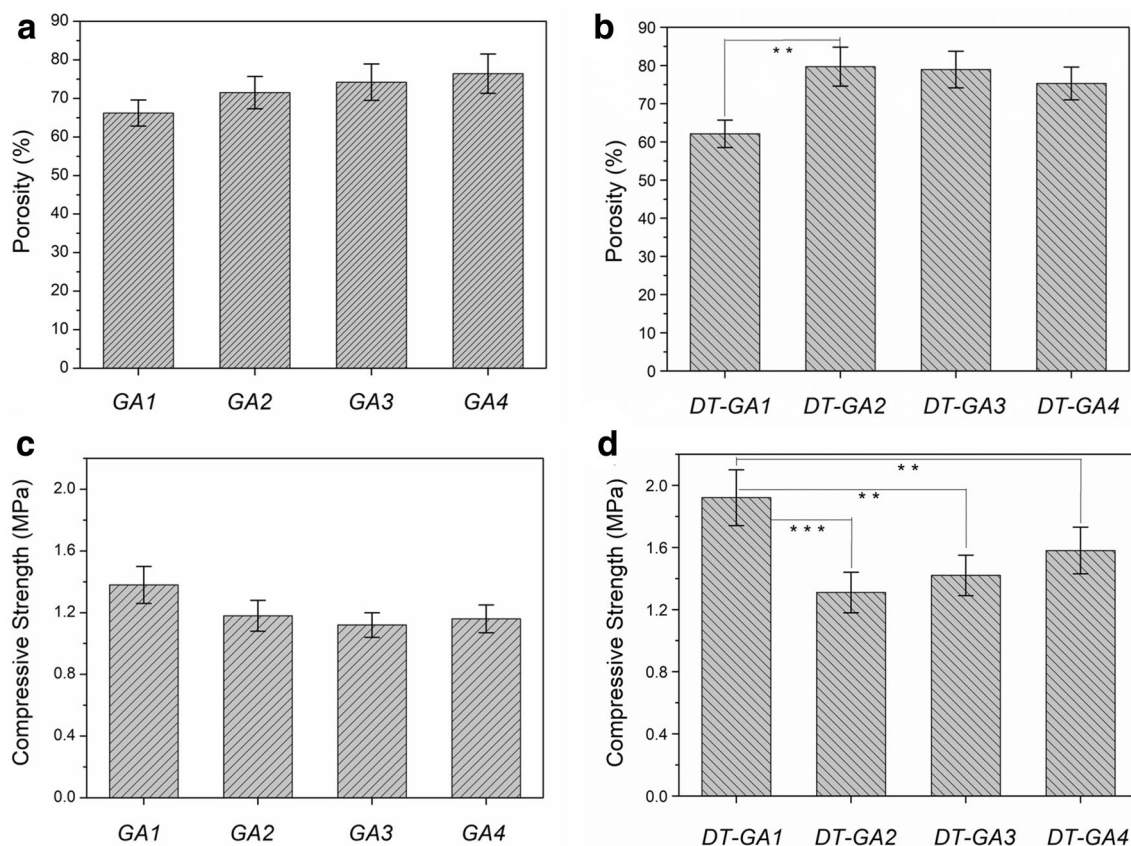 a
90
80
70
60
50
40
30
20
10
0
Porosity (%)
GA1 GA2 GA3 GA4
b
90
80
70
60
50
40
30
20
10
0
Porosity (%)
* *
DT-GA1 DT-GA2 DT-GA3 DT-GA4
c
2.0
1.6
1.2
0.8
0.4
0.0
Compressive Strength (MPa)
GA1 GA2 GA3 GA4
d
2.0
1.6
1.2
0.8
0.4
0.0
Compressive Strength (MPa)
* *
* *
* * *
DT-GA1 DT-GA2 DT-GA3 DT-GA4